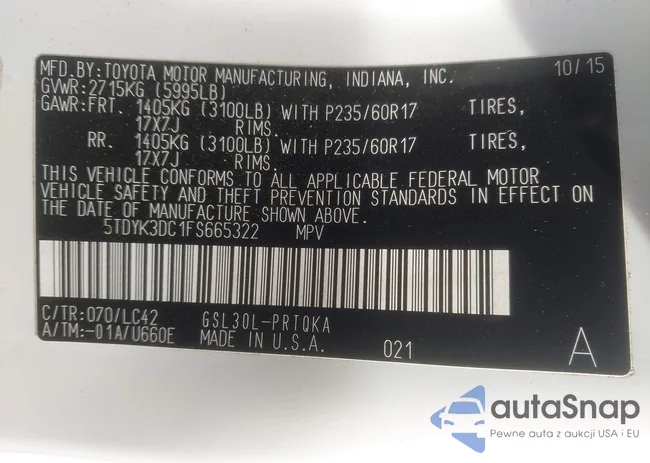 MFD.BY:TOYOTA MOTOR MANUFACTURING, INDIANA, INC. 10/15
GVWR:2715KG (5995LB)
GAWR:FRT. 1405KG (3100LB) WITH P235/60R17 TIRES,
17X7J RIMS.
RR. 1405KG (3100LB) WITH P235/60R17 TIRES,
17X7J RIMS.
THIS VEHICLE CONFORMS TO ALL APPLICABLE FEDERAL MOTOR
VEHICLE SAFETY AND THEFT PREVENTION STANDARDS IN EFFECT ON
THE DATE OF MANUFACTURE SHOWN ABOVE.
5TDYK3DC1FS665322 MPV
C/TR:070/LC42 GSL30L-PRTQKA
A/TM:-01A/U660E MADE IN U.S.A. 021 A
autaSnap
Pewne auta z aukcji USA i EU